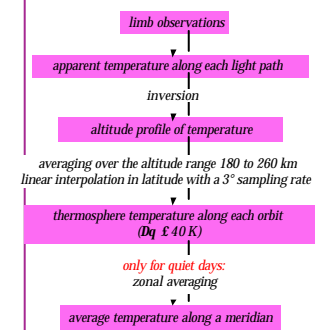 limb observations
apparent temperature along each light path
inversion
altitude profile of temperature
averaging over the altitude range 180 to 260 km
linear interpolation in latitude with a 3° sampling rate
thermosphere temperature along each orbit
(Dq £ 40 K)
only for quiet days:
zonal averaging
average temperature along a meridian